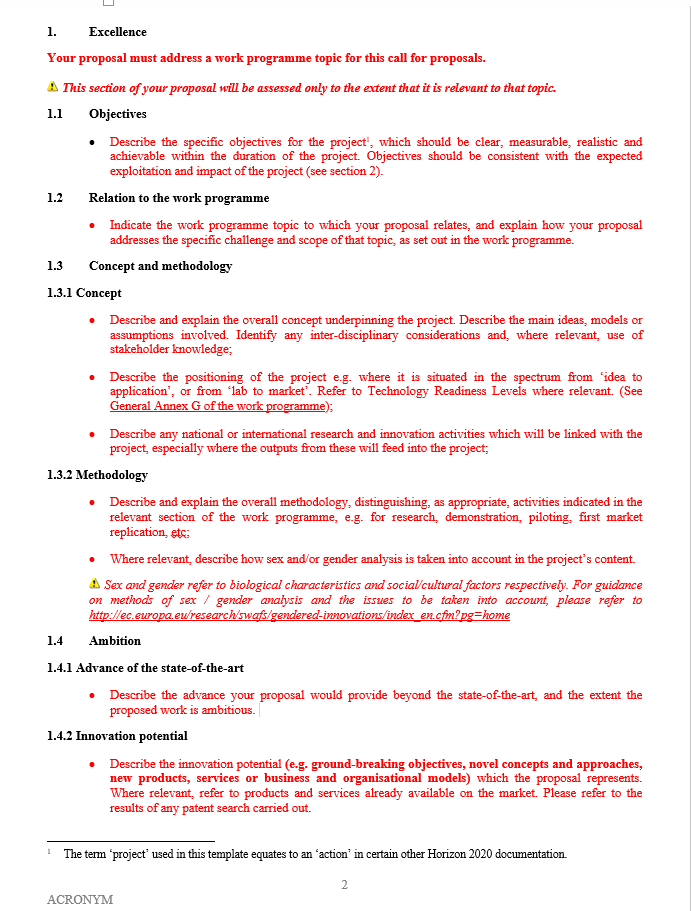 1. Excellence
Your proposal must address a work programme topic for this call for proposals.
⚠ This section of your proposal will be assessed only to the extent that it is relevant to that topic.
1.1 Objectives
• Describe the specific objectives for the project¹, which should be clear, measurable, realistic and
achievable within the duration of the project. Objectives should be consistent with the expected
exploitation and impact of the project (see section 2).
1.2 Relation to the work programme
• Indicate the work programme topic to which your proposal relates, and explain how your proposal
addresses the specific challenge and scope of that topic, as set out in the work programme.
1.3 Concept and methodology
1.3.1 Concept
• Describe and explain the overall concept underpinning the project. Describe the main ideas, models or
assumptions involved. Identify any inter-disciplinary considerations and, where relevant, use of
stakeholder knowledge;
• Describe the positioning of the project e.g. where it is situated in the spectrum from ‘idea to
application’, or from ‘lab to market’. Refer to Technology Readiness Levels where relevant. (See
General Annex G of the work programme);
• Describe any national or international research and innovation activities which will be linked with the
project, especially where the outputs from these will feed into the project;
1.3.2 Methodology
• Describe and explain the overall methodology, distinguishing, as appropriate, activities indicated in the
relevant section of the work programme, e.g. for research, demonstration, piloting, first market
replication, etc;
• Where relevant, describe how sex and/or gender analysis is taken into account in the project’s content.
⚠ Sex and gender refer to biological characteristics and social/cultural factors respectively. For guidance
on methods of sex / gender analysis and the issues to be taken into account, please refer to
http://ec.europa.eu/research/swafs/gendered-innovations/index_en.cfm?pg=home
1.4 Ambition
1.4.1 Advance of the state-of-the-art
• Describe the advance your proposal would provide beyond the state-of-the-art, and the extent the
proposed work is ambitious.
1.4.2 Innovation potential
• Describe the innovation potential (e.g. ground-breaking objectives, novel concepts and approaches,
new products, services or business and organisational models) which the proposal represents.
Where relevant, refer to products and services already available on the market. Please refer to the
results of any patent search carried out.
¹ The term ‘project’ used in this template equates to an ‘action’ in certain other Horizon 2020 documentation.
2
ACRONYM